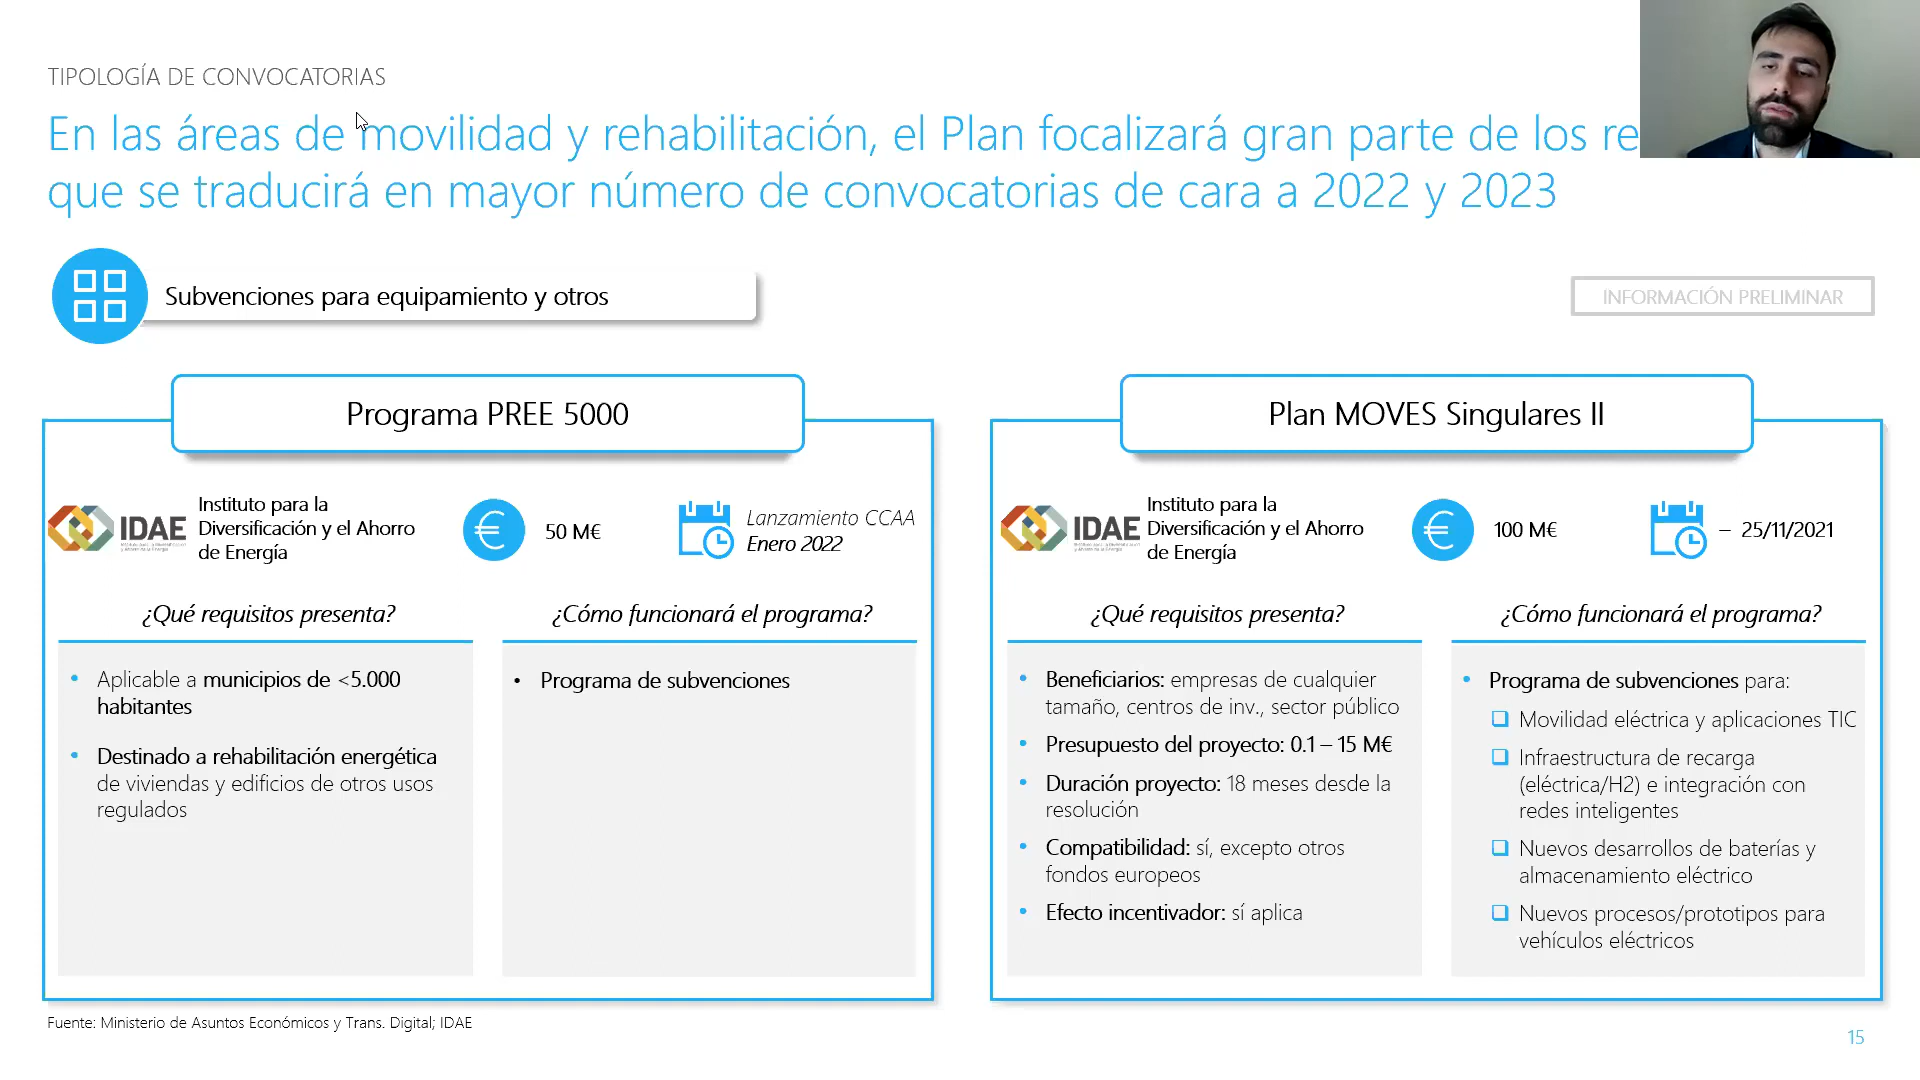 TIPOLOGÍA DE CONVOCATORIAS
En las áreas de movilidad y rehabilitación, el Plan focalizará gran parte de los re
que se traducirá en mayor número de convocatorias de cara a 2022 y 2023
Subvenciones para equipamiento y otros
INFORMACIÓN PRELIMINAR
Programa PREE 5000
IDAE
Instituto para la
Diversificación y el Ahorro
de Energía
50 M€
Lanzamiento CCAA
Enero 2022
¿Qué requisitos presenta?
• Aplicable a municipios de <5.000
habitantes
• Destinado a rehabilitación energética
de viviendas y edificios de otros usos
regulados
¿Cómo funcionará el programa?
• Programa de subvenciones
Plan MOVES Singulares II
IDAE
Instituto para la
Diversificación y el Ahorro
de Energía
100 M€
– 25/11/2021
¿Qué requisitos presenta?
• Beneficiarios: empresas de cualquier
tamaño, centros de inv., sector público
• Presupuesto del proyecto: 0.1 – 15 M€
• Duración proyecto: 18 meses desde la
resolución
• Compatibilidad: sí, excepto otros
fondos europeos
• Efecto incentivador: sí aplica
¿Cómo funcionará el programa?
• Programa de subvenciones para:
❑ Movilidad eléctrica y aplicaciones TIC
❑ Infraestructura de recarga
(eléctrica/H2) e integración con
redes inteligentes
❑ Nuevos desarrollos de baterías y
almacenamiento eléctrico
❑ Nuevos procesos/prototipos para
vehículos eléctricos
Fuente: Ministerio de Asuntos Económicos y Trans. Digital; IDAE
15